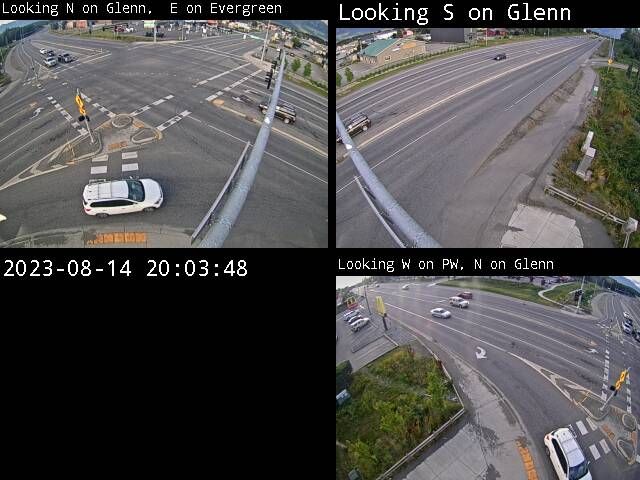 Looking N on Glenn,  E on Evergreen
Looking S on Glenn
2023-08-14 20:03:48
Looking W on PW, N on Glenn